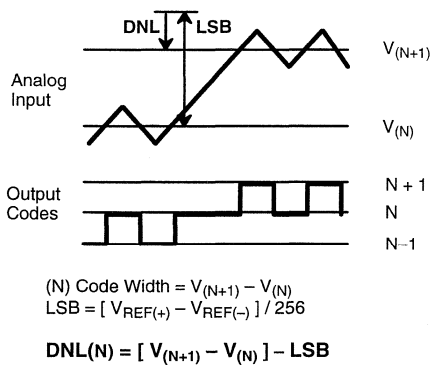 DNL LSB
V(N+1)
Analog
Input
V(N)
Output
Codes
N + 1
N
N–1
(N) Code Width = V(N+1) – V(N)
LSB = [ VREF(+) – VREF(–) ] / 256
DNL(N) = [ V(N+1) – V(N) ] – LSB